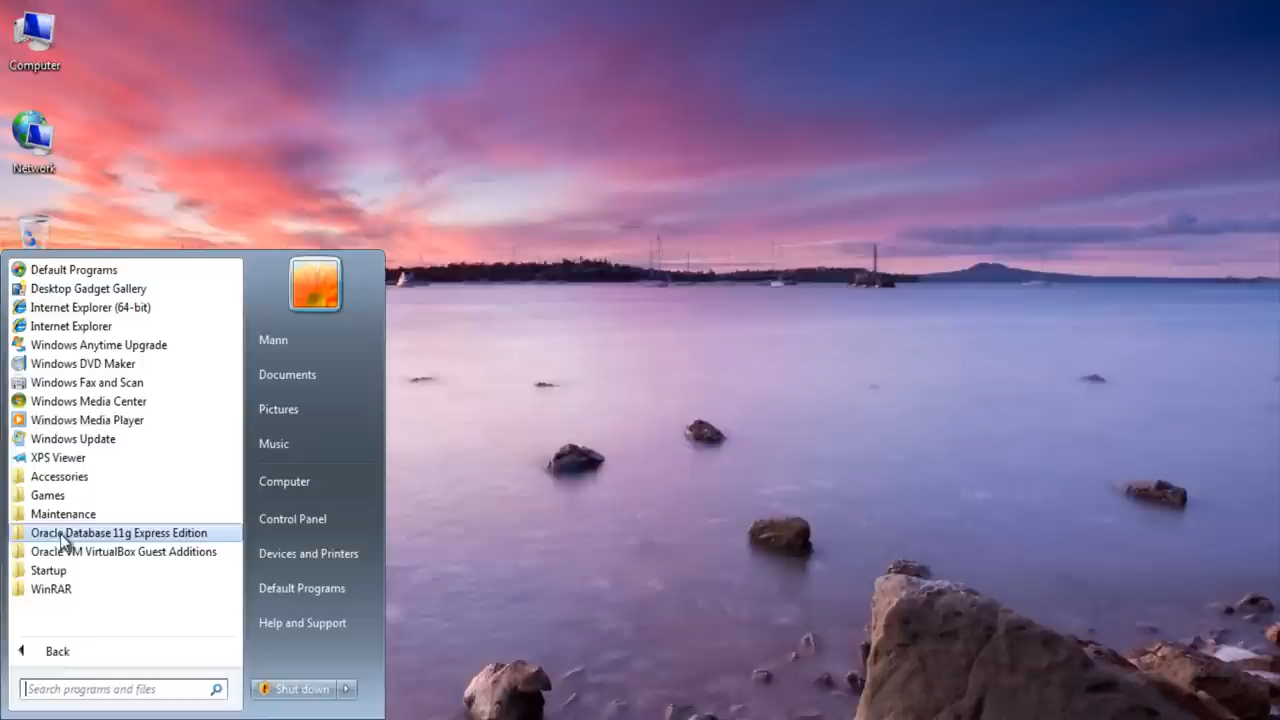 Computer
Network
Default Programs
Desktop Gadget Gallery
Internet Explorer (64-bit)
Internet Explorer
Windows Anytime Upgrade
Windows DVD Maker
Windows Fax and Scan
Windows Media Center
Windows Media Player
Windows Update
XPS Viewer
Accessories
Games
Maintenance
Oracle Database 11g Express Edition
Oracle VM VirtualBox Guest Additions
Startup
WinRAR
Back
Search programs and files
Mann
Documents
Pictures
Music
Computer
Control Panel
Devices and Printers
Default Programs
Help and Support
Shut down